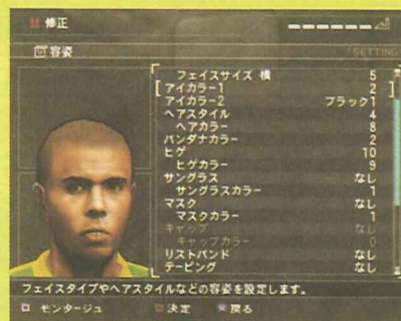 修正
容姿
SETTING
フェイスサイズ 横 5
アイカラー1 2
アイカラー2 ブラック1
ヘアスタイル 4
ヘアカラー 8
バンダナカラー 2
ヒゲ 10
ヒゲカラー 9
サングラス なし
サングラスカラー 1
マスク なし
マスクカラー 1
キャップ なし
キャップカラー 0
リストバンド なし
テーピング なし
フェイスタイプやヘアスタイルなどの容姿を設定します。
モンタージュ 決定 戻る